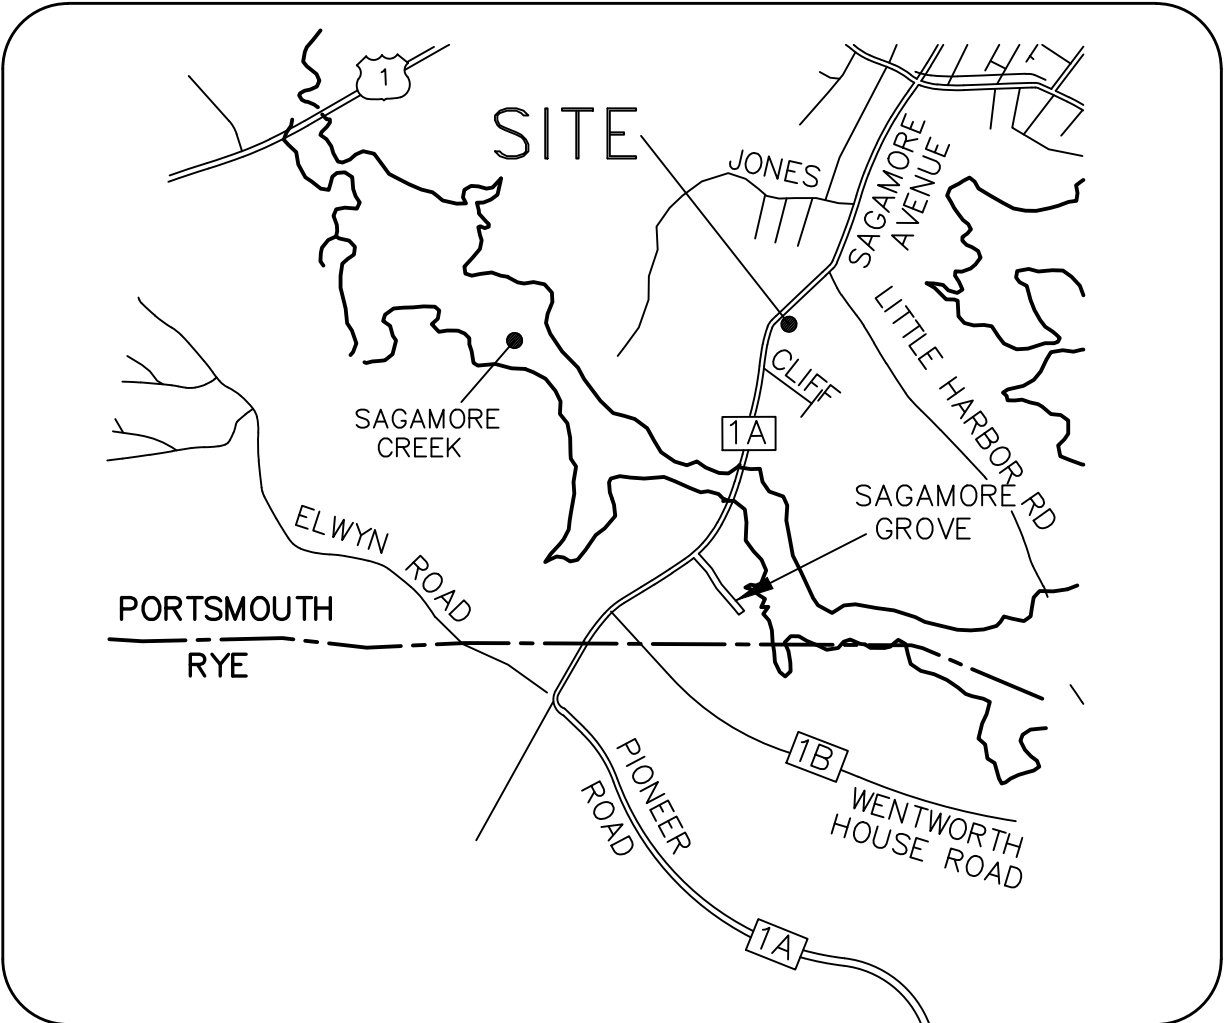 1
SITE
JONES
SAGAMORE
AVENUE
LITTLE HARBOR RD
CLIFF
SAGAMORE
CREEK
1A
SAGAMORE
GROVE
ELWYN ROAD
PORTSMOUTH
RYE
1B
PIONEER
ROAD
WENTWORTH
HOUSE ROAD
1A